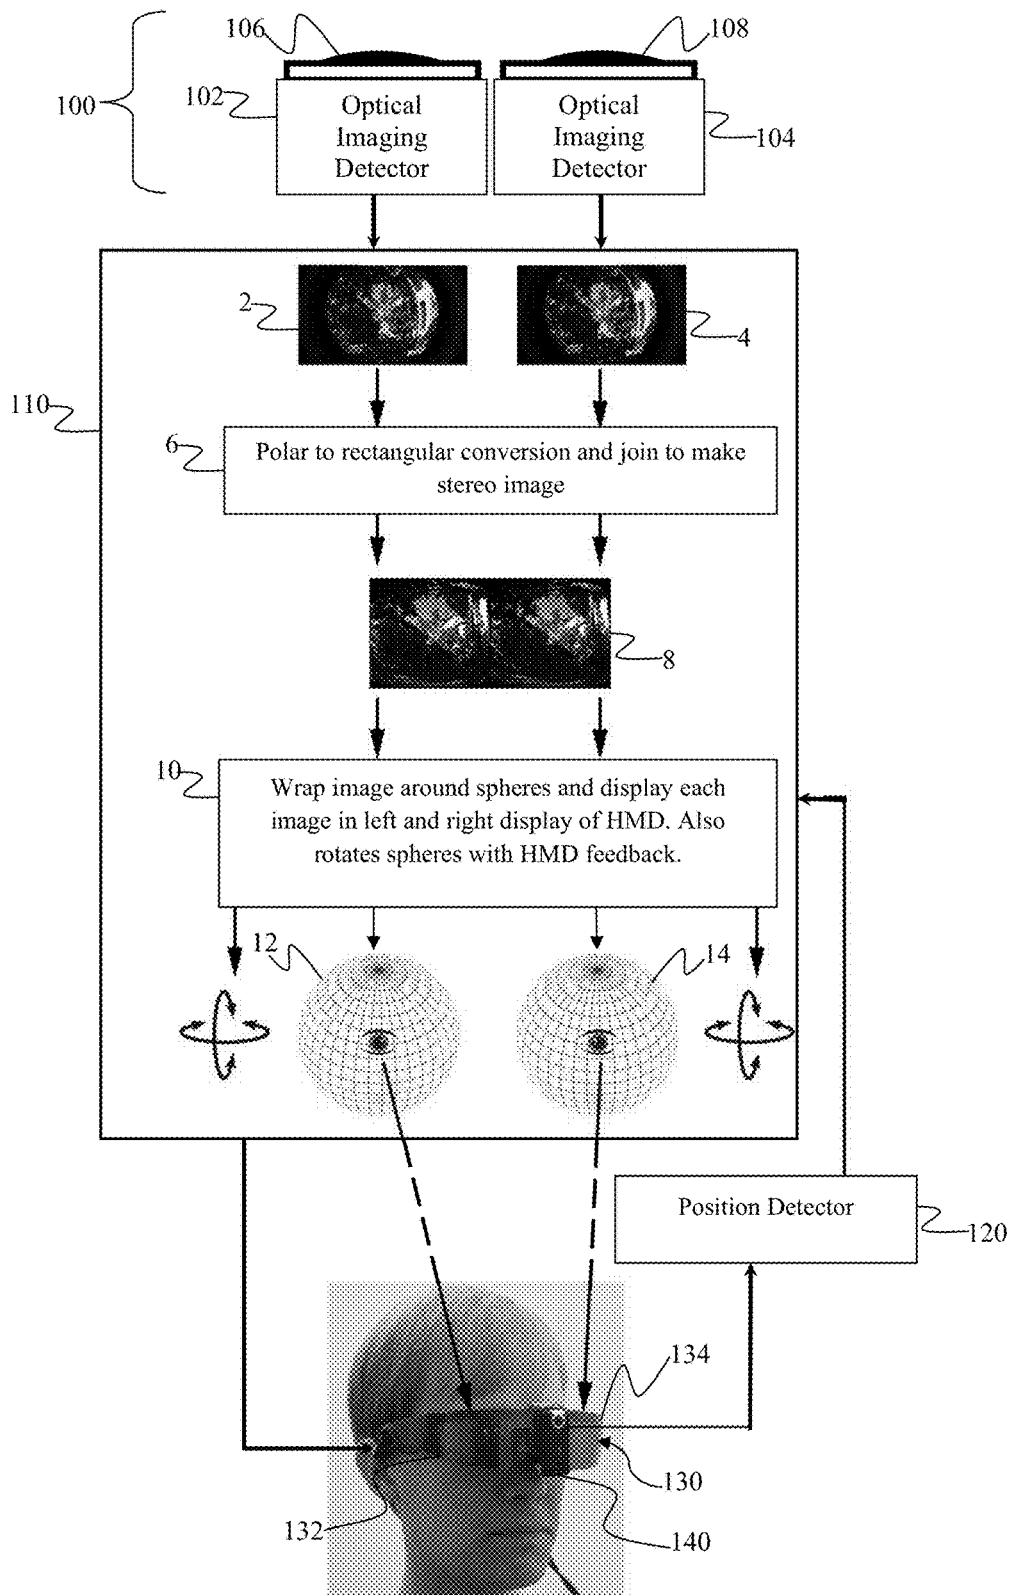 106
108
100
102
Optical
Imaging
Detector
Optical
Imaging
Detector
104
2
4
110
6
Polar to rectangular conversion and join to make
stereo image
8
10
Wrap image around spheres and display each
image in left and right display of HMD. Also
rotates spheres with HMD feedback.
12
14
Position Detector
120
134
130
132
140